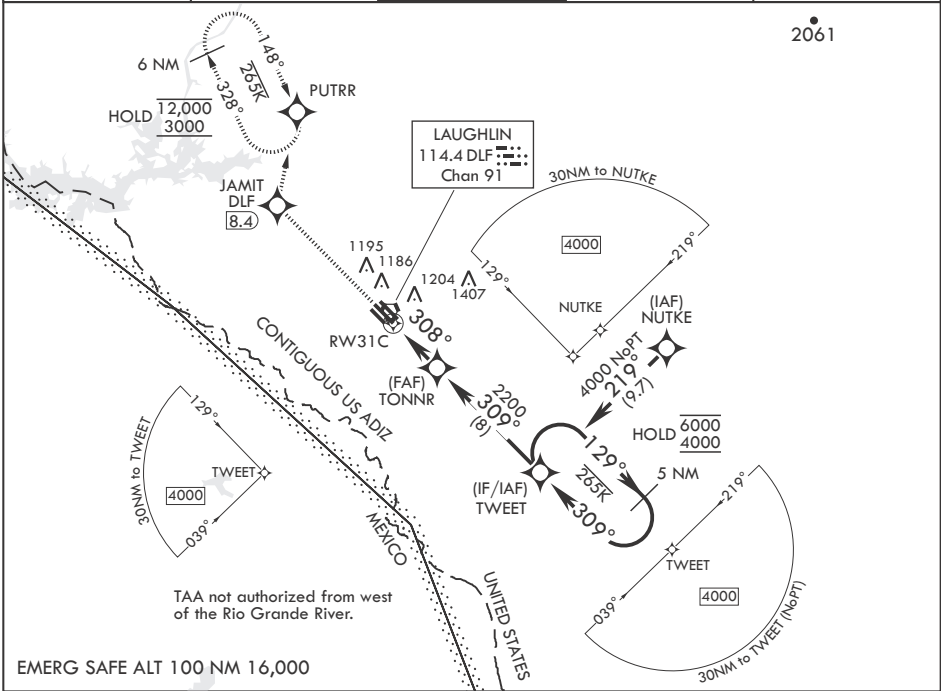 2061
6 NM
148°
265K
328°
PUTRR
HOLD 12,000
3000
LAUGHLIN
114.4 DLF
Chan 91
JAMIT
DLF
8.4
30NM to NUTKE
4000
129°
219°
NUTKE
1195
1186
1204
1407
RW31C
308°
(FAF)
TONNR
(IAF)
NUTKE
4000 NoPT
219°
(9.7)
2200
309°
(8)
HOLD 6000
4000
129°
265K
5 NM
309°
(IF/IAF)
TWEET
CONTIGUOUS US ADIZ
MEXICO
UNITED STATES
30NM to TWEET
129°
TWEET
4000
039°
219°
TWEET
4000
039°
30NM to TWEET (NoPT)
TAA not authorized from west
of the Rio Grande River.
EMERG SAFE ALT 100 NM 16,000